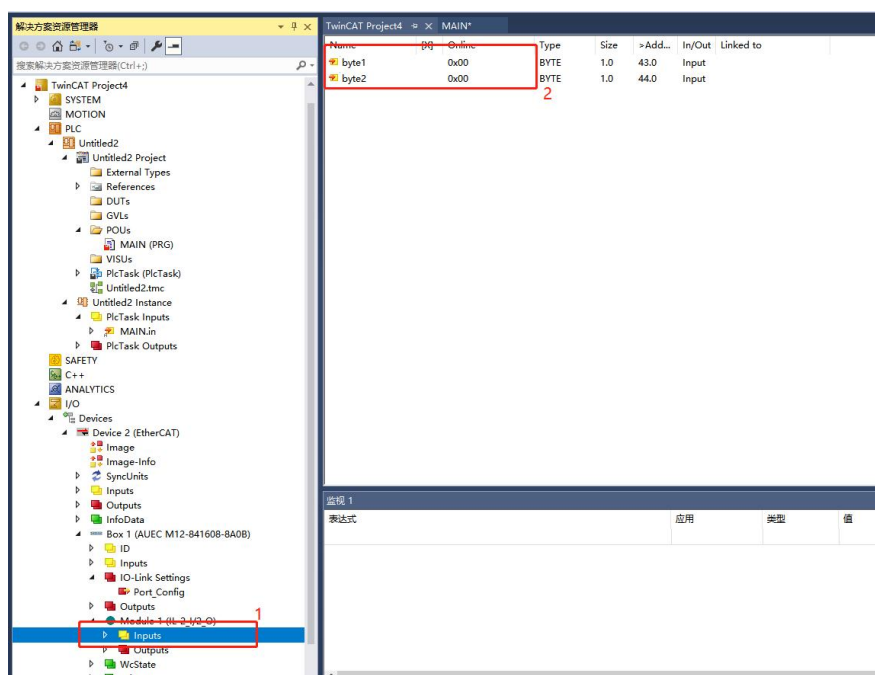 解决方案资源管理器
搜索解决方案资源管理器(Ctrl+;)
TwinCAT Project4
SYSTEM
MOTION
PLC
Untitled2
Untitled2 Project
External Types
References
DUTs
GVLs
POUs
MAIN (PRG)
VISUs
PlcTask (PlcTask)
Untitled2.tmc
Untitled2 Instance
PlcTask Inputs
MAIN.in
PlcTask Outputs
SAFETY
C++
ANALYTICS
I/O
Devices
Device 2 (EtherCAT)
Image
Image-Info
SyncUnits
Inputs
Outputs
InfoData
Box 1 (AUEC M12-841608-8A0B)
ID
Inputs
IO-Link Settings
Port_Config
Outputs
1
Module 1 (IL-2_I/2_O)
Inputs
Outputs
WcState
TwinCAT Project4 MAIN*
Name [X] Online Type Size >Add... In/Out Linked to
byte1 0x00 BYTE 1.0 43.0 Input
byte2 0x00 BYTE 1.0 44.0 Input
2
监视 1
表达式 应用 类型 值